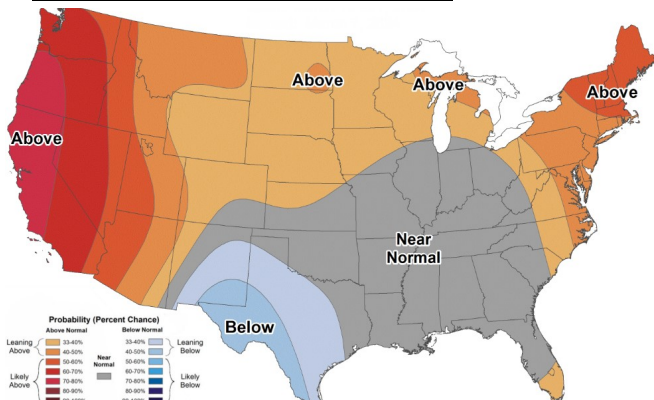 Above
Above
Above
Above
Near
Normal
Below
Probability (Percent Chance)
Above Normal
Below Normal
Leaning
Above
33-40%
40-50%
33-40%
40-50%
Leaning
Below
Near
Normal
Likely
Above
50-60%
60-70%
70-80%
80-90%
50-60%
60-70%
70-80%
80-90%
Likely
Below